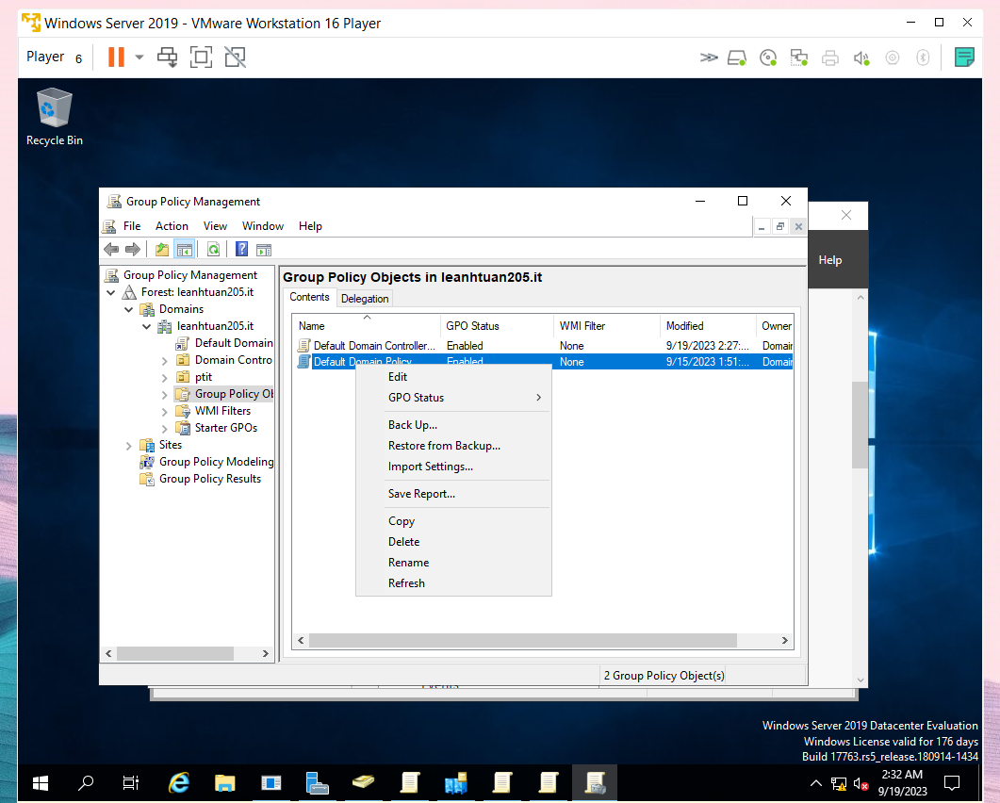 Windows Server 2019 - VMware Workstation 16 Player
Player 6
Recycle Bin
Group Policy Management
File Action View Window Help
Help
Group Policy Management
Forest: leanhtuan205.it
Domains
leanhtuan205.it
Default Domain
Domain Contro
ptit
Group Policy Ob
WMI Filters
Starter GPOs
Sites
Group Policy Modeling
Group Policy Results
Group Policy Objects in leanhtuan205.it
Contents Delegation
Name GPO Status WMI Filter Modified Owner
Default Domain Controller... Enabled None 9/19/2023 2:27:... Domai
Default Domain Policy Enabled None 9/15/2023 1:51:... Domai
Edit
GPO Status
Back Up...
Restore from Backup...
Import Settings...
Save Report...
Copy
Delete
Rename
Refresh
2 Group Policy Object(s)
Events
Windows Server 2019 Datacenter Evaluation
Windows License valid for 176 days
Build 17763.rs5_release.180914-1434
2:32 AM
9/19/2023